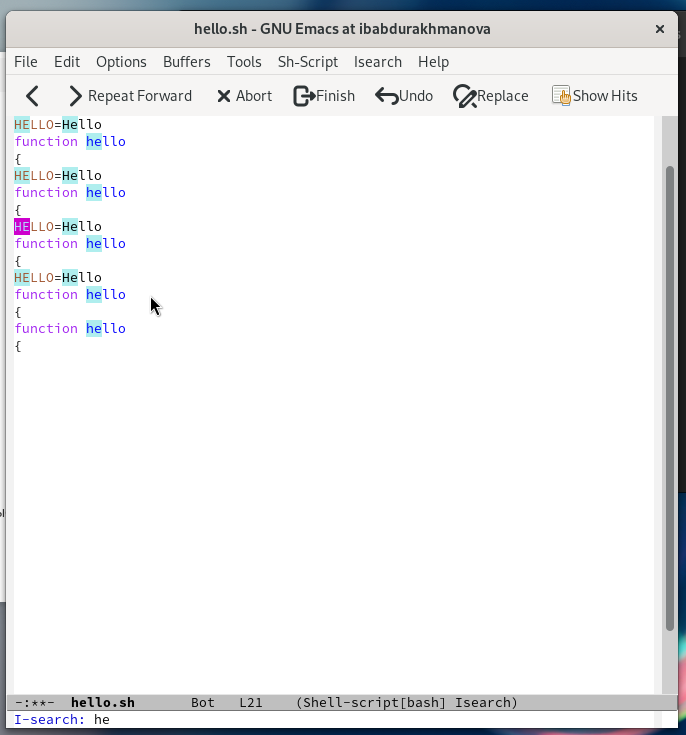 hello.sh - GNU Emacs at ibabdurakhmanova
File Edit Options Buffers Tools Sh-Script Isearch Help
Repeat Forward Abort Finish Undo Replace Show Hits
HELLO=Hello
function hello
{
HELLO=Hello
function hello
{
HELLO=Hello
function hello
{
HELLO=Hello
function hello
{
function hello
{
-:**- hello.sh Bot L21 (Shell-script[bash] Isearch)
I-search: he